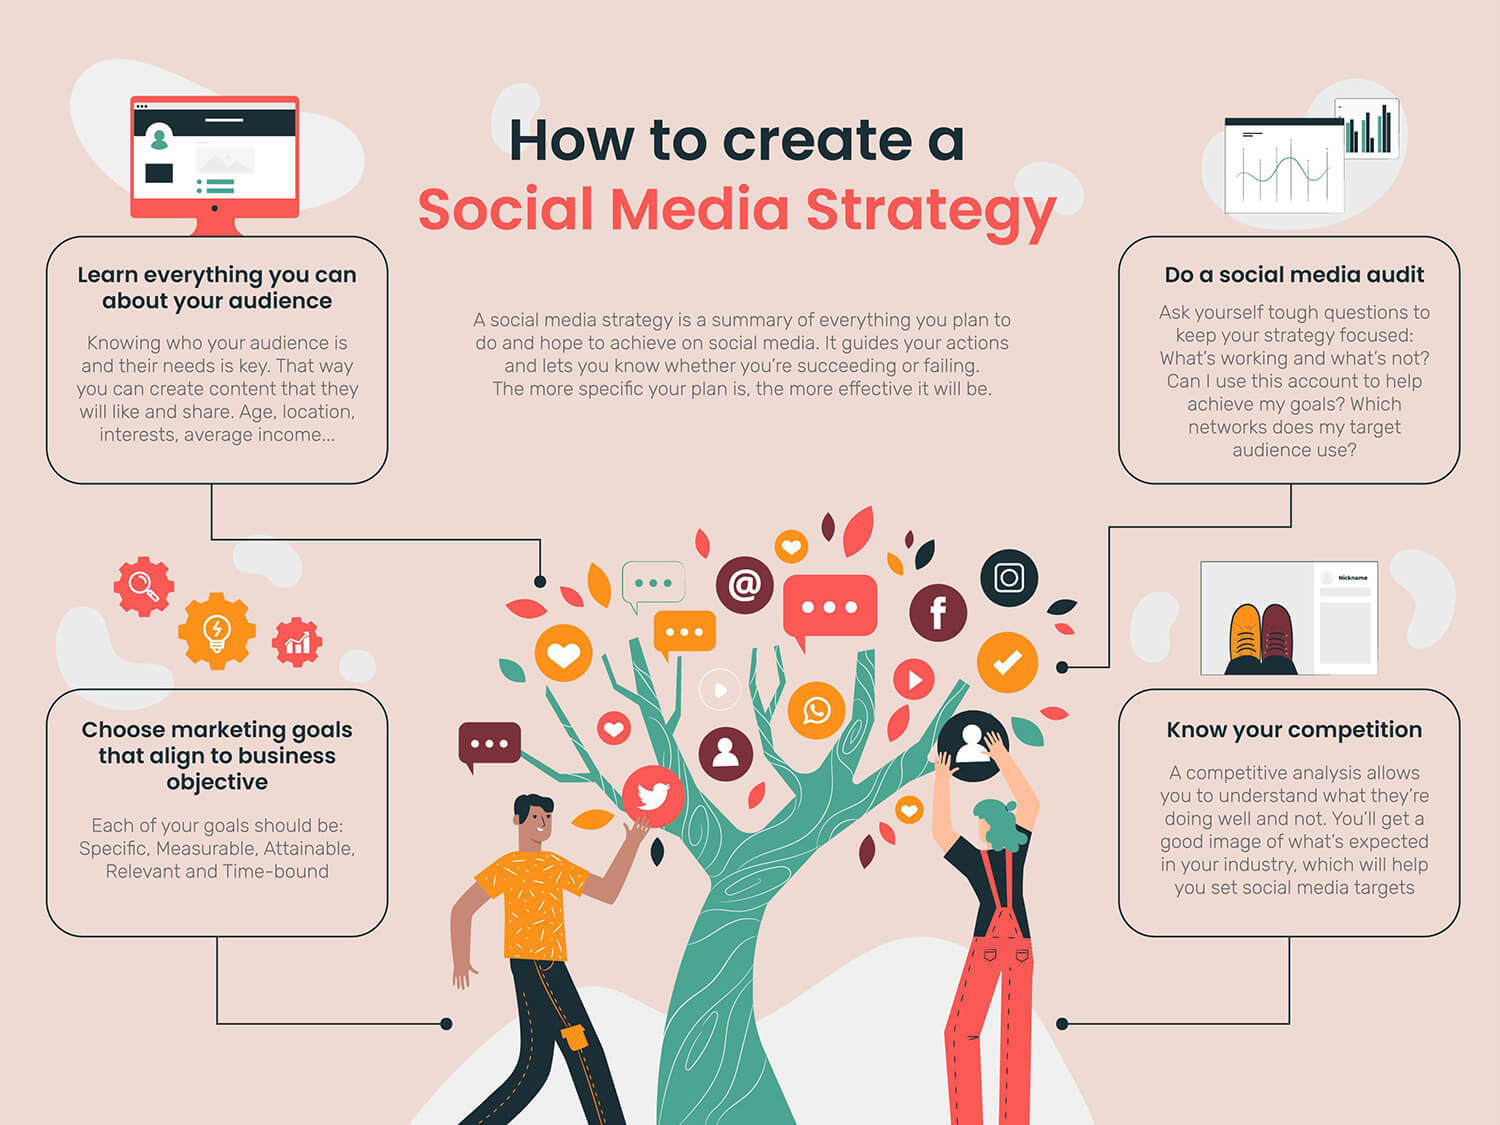 How to create a
Social Media Strategy
A social media strategy is a summary of everything you plan to
do and hope to achieve on social media. It guides your actions
and lets you know whether you're succeeding or failing.
The more specific your plan is, the more effective it will be.
Learn everything you can
about your audience
Knowing who your audience is
and their needs is key. That way
you can create content that they
will like and share. Age, location,
interests, average income...
Do a social media audit
Ask yourself tough questions to
keep your strategy focused:
What's working and what's not?
Can I use this account to help
achieve my goals? Which
networks does my target
audience use?
Choose marketing goals
that align to business
objective
Each of your goals should be:
Specific, Measurable, Attainable,
Relevant and Time-bound
Nickname
Know your competition
A competitive analysis allows
you to understand what they're
doing well and not. You'll get a
good image of what's expected
in your industry, which will help
you set social media targets
@
f